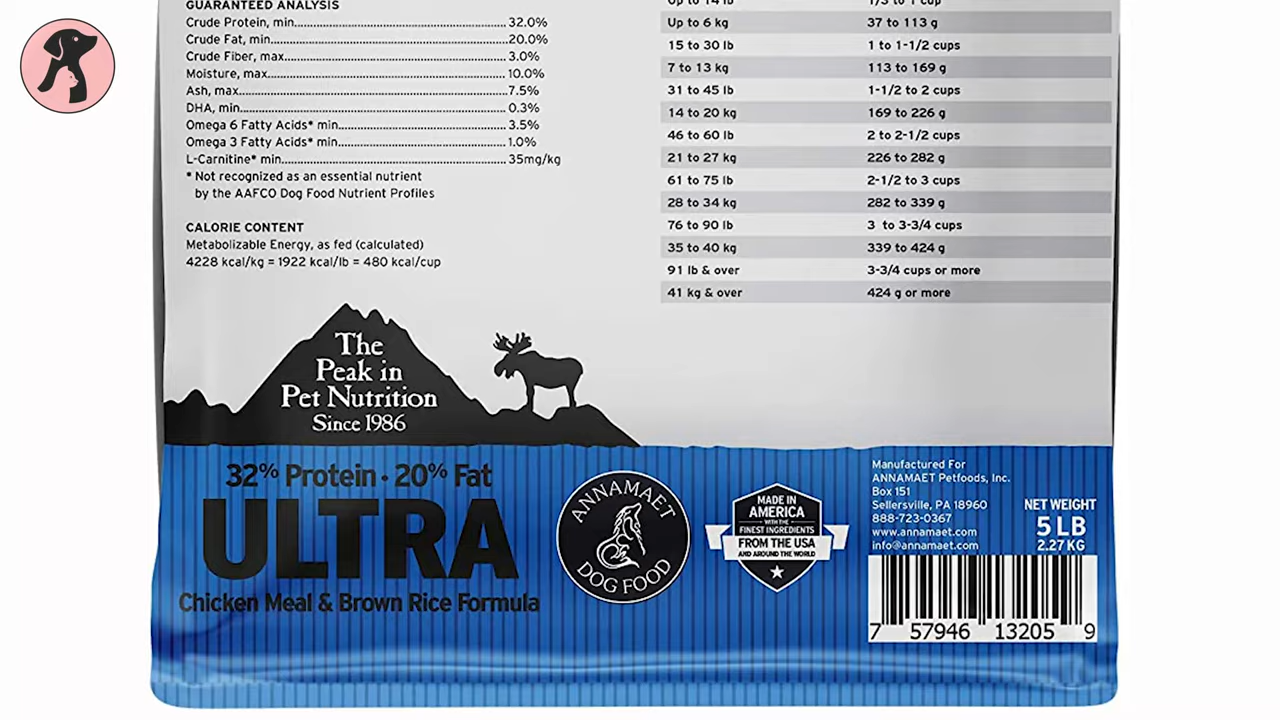 GUARANTEED ANALYSIS
Crude Protein, min. 32.0%
Crude Fat, min. 20.0%
Crude Fiber, max. 3.0%
Moisture, max. 10.0%
Ash, max. 7.5%
DHA, min. 0.3%
Omega 6 Fatty Acids* min. 3.5%
Omega 3 Fatty Acids* min. 1.0%
L-Carnitine* min. 35mg/kg
* Not recognized as an essential nutrient
by the AAFCO Dog Food Nutrient Profiles
CALORIE CONTENT
Metabolizable Energy, as fed (calculated)
4228 kcal/kg = 1922 kcal/lb = 480 kcal/cup
Up to 14 lb 1/3 to 1 cup
Up to 6 kg 37 to 113 g
15 to 30 lb 1 to 1-1/2 cups
7 to 13 kg 113 to 169 g
31 to 45 lb 1-1/2 to 2 cups
14 to 20 kg 169 to 226 g
46 to 60 lb 2 to 2-1/2 cups
21 to 27 kg 226 to 282 g
61 to 75 lb 2-1/2 to 3 cups
28 to 34 kg 282 to 339 g
76 to 90 lb 3 to 3-3/4 cups
35 to 40 kg 339 to 424 g
91 lb & over 3-3/4 cups or more
41 kg & over 424 g or more
The
Peak in
Pet Nutrition
Since 1986
32% Protein • 20% Fat
ULTRA
Chicken Meal & Brown Rice Formula
ANNAMAET
DOG FOOD
MADE IN
AMERICA
WITH THE
FINEST INGREDIENTS
FROM THE USA
AND AROUND THE WORLD
Manufactured For
ANNAMAET Petfoods, Inc.
Box 151
Sellersville, PA 18960
888-723-0367
www.annamaet.com
info@annamaet.com
NET WEIGHT
5 LB
2.27 KG
7 57946 13205 9